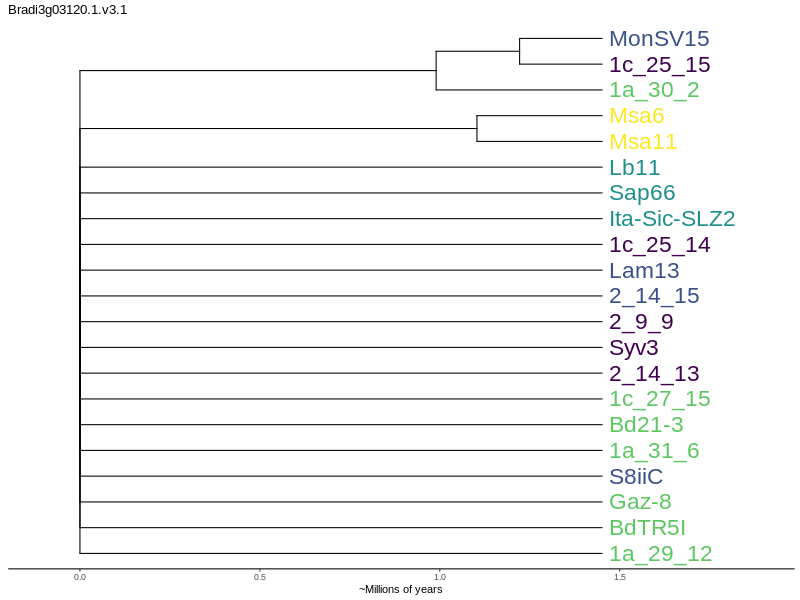 Bradi3g03120.1.v3.1
MonSV15
1c_25_15
1a_30_2
Msa6
Msa11
Lb11
Sap66
Ita-Sic-SLZ2
1c_25_14
Lam13
2_14_15
2_9_9
Syv3
2_14_13
1c_27_15
Bd21-3
1a_31_6
S8iiC
Gaz-8
BdTR5I
1a_29_12
0.0 0.5 1.0 1.5
~Millions of years